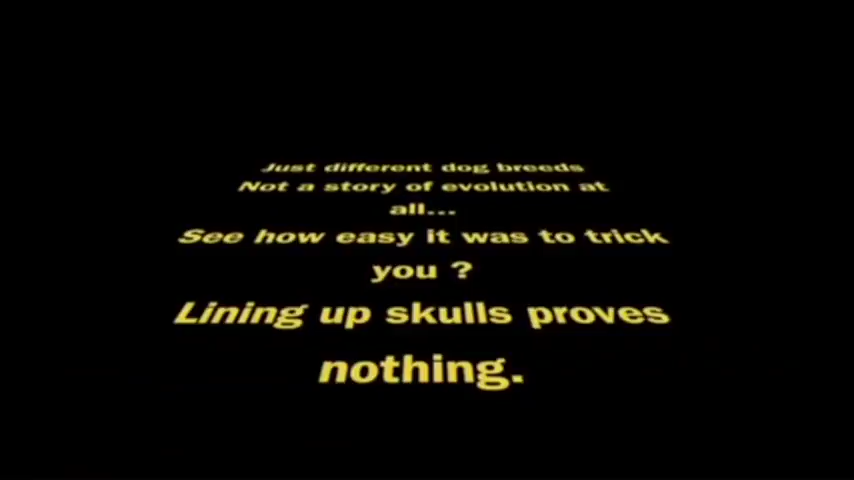 Just different dog breeds
Not a story of evolution at
all...
See how easy it was to trick
you ?
Lining up skulls proves
nothing.